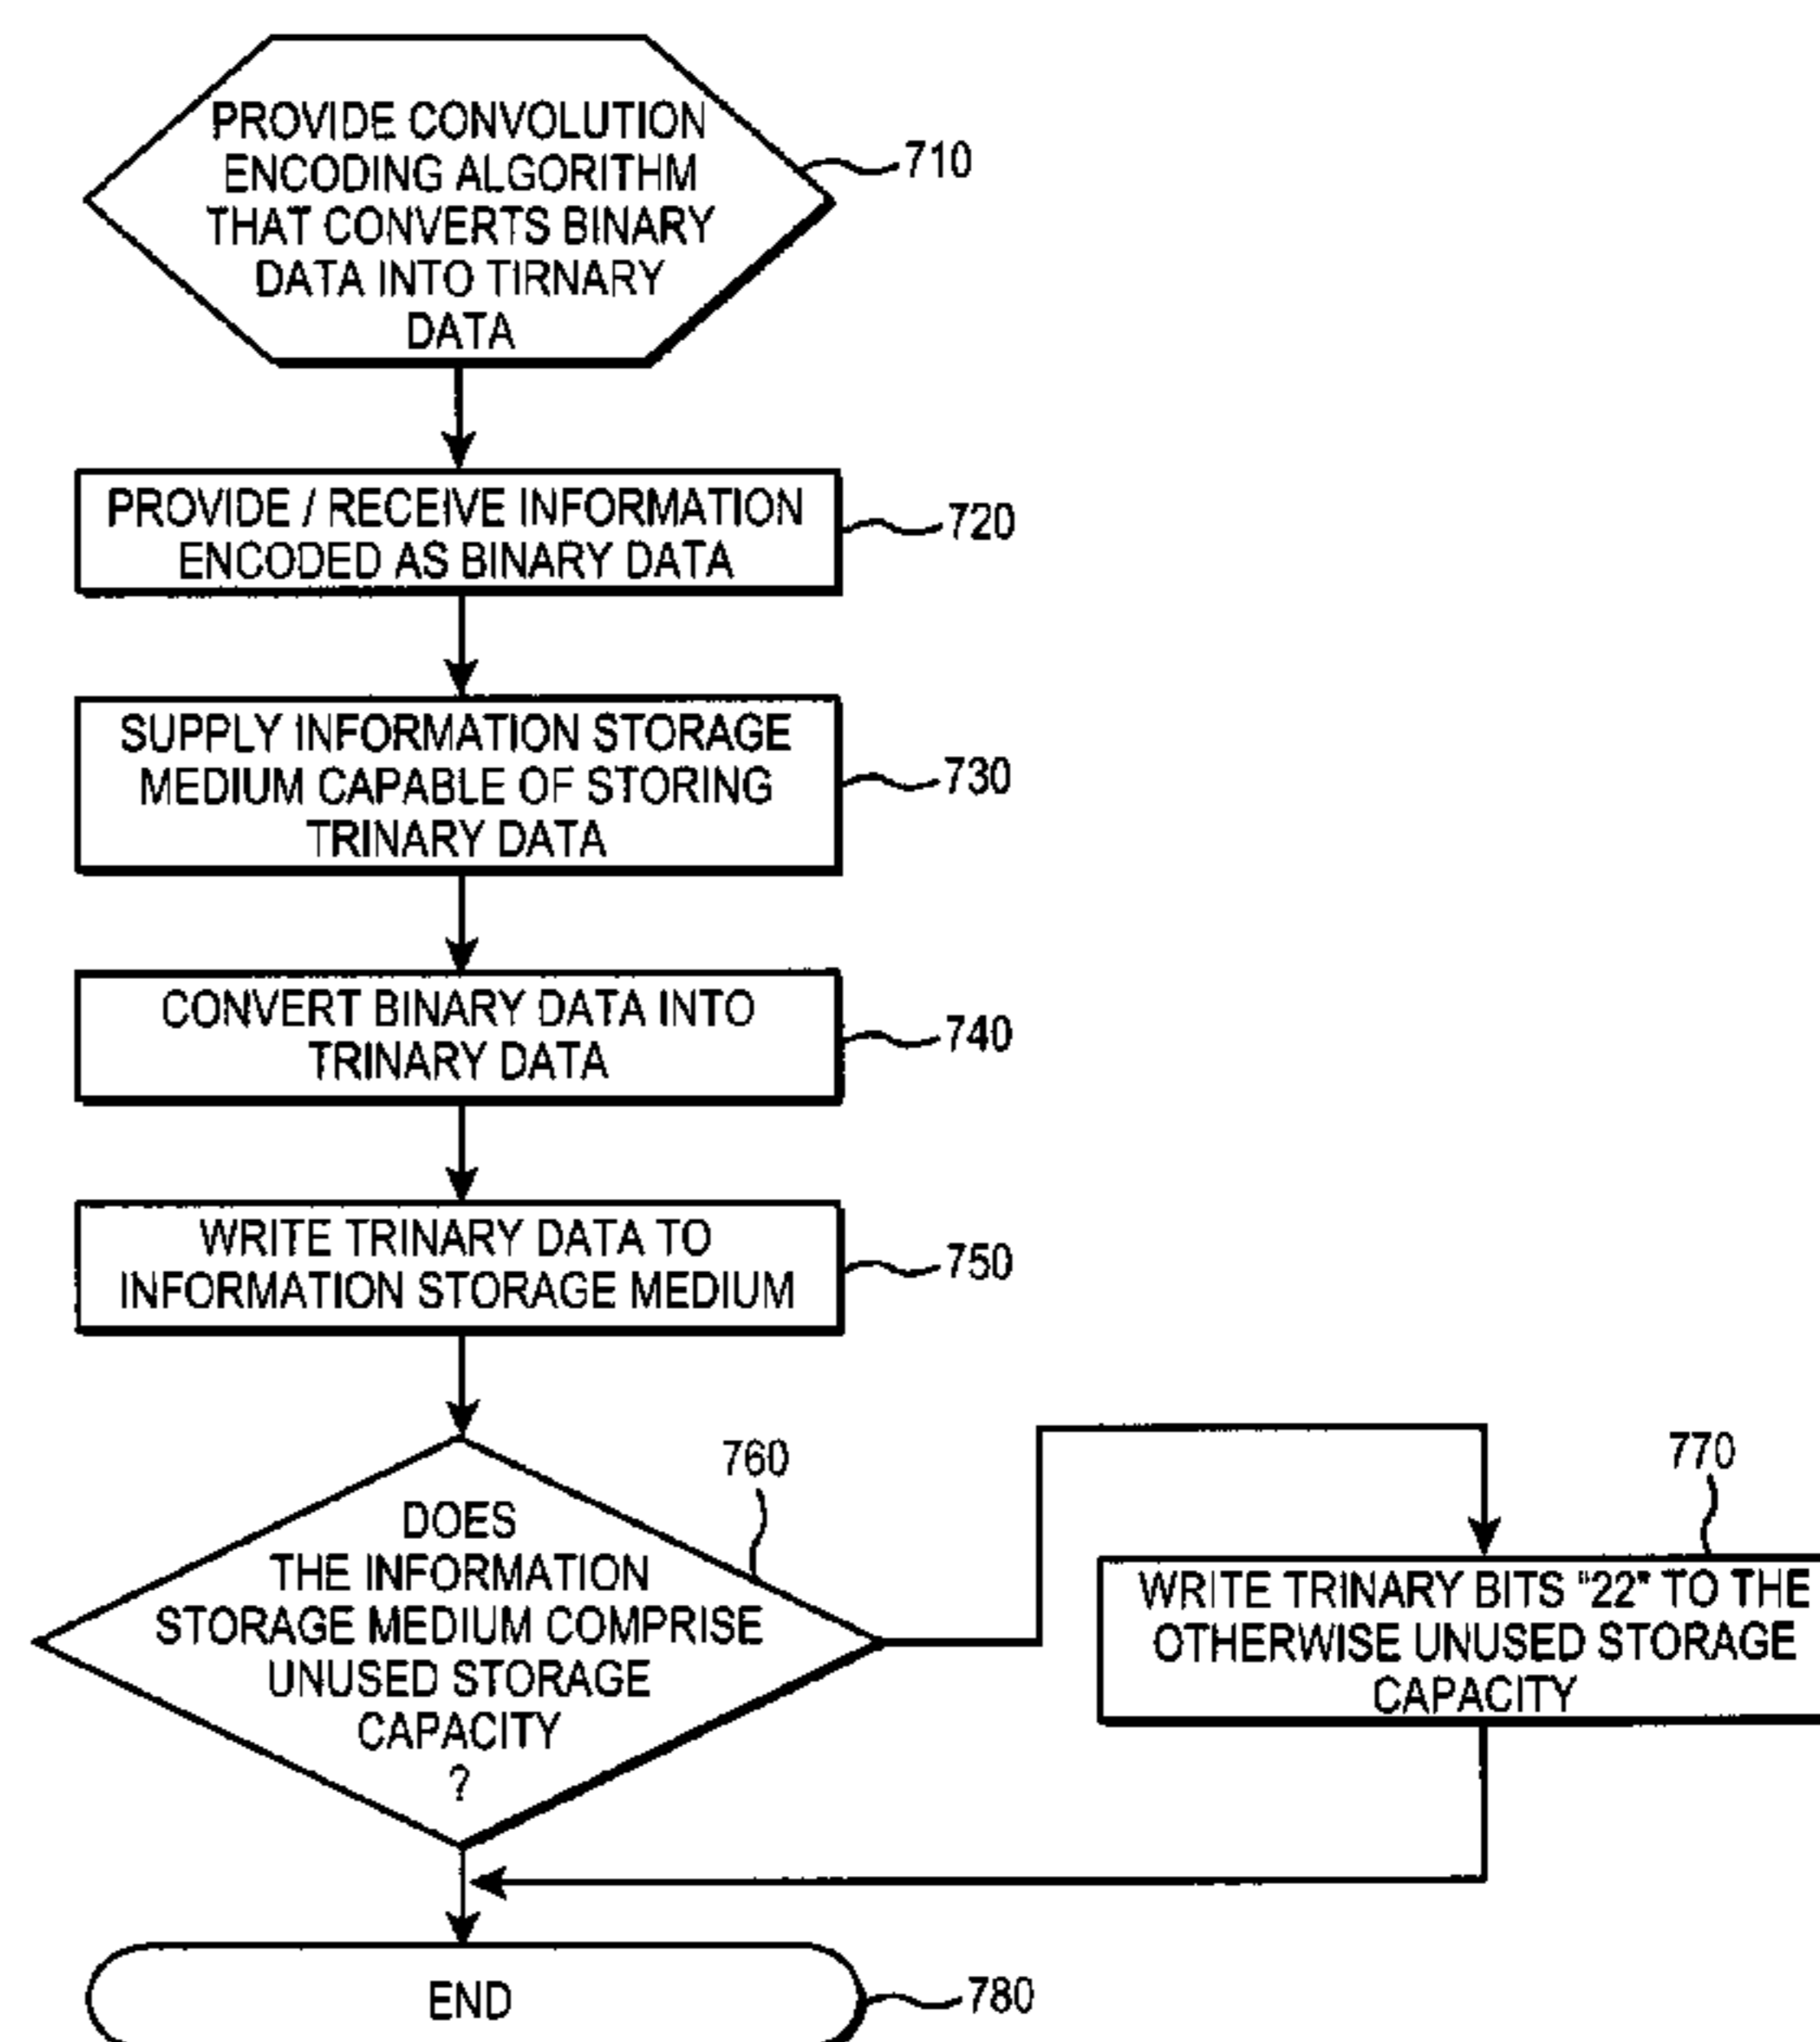 PROVIDE CONVOLUTION
ENCODING ALGORITHM
THAT CONVERTS BINARY
DATA INTO TIRNARY
DATA
710
PROVIDE / RECEIVE INFORMATION
ENCODED AS BINARY DATA
720
SUPPLY INFORMATION STORAGE
MEDIUM CAPABLE OF STORING
TRINARY DATA
730
CONVERT BINARY DATA INTO
TRINARY DATA
740
WRITE TRINARY DATA TO
INFORMATION STORAGE MEDIUM
750
DOES
THE INFORMATION
STORAGE MEDIUM COMPRISE
UNUSED STORAGE
CAPACITY
?
760
770
WRITE TRINARY BITS "22" TO THE
OTHERWISE UNUSED STORAGE
CAPACITY
END
780